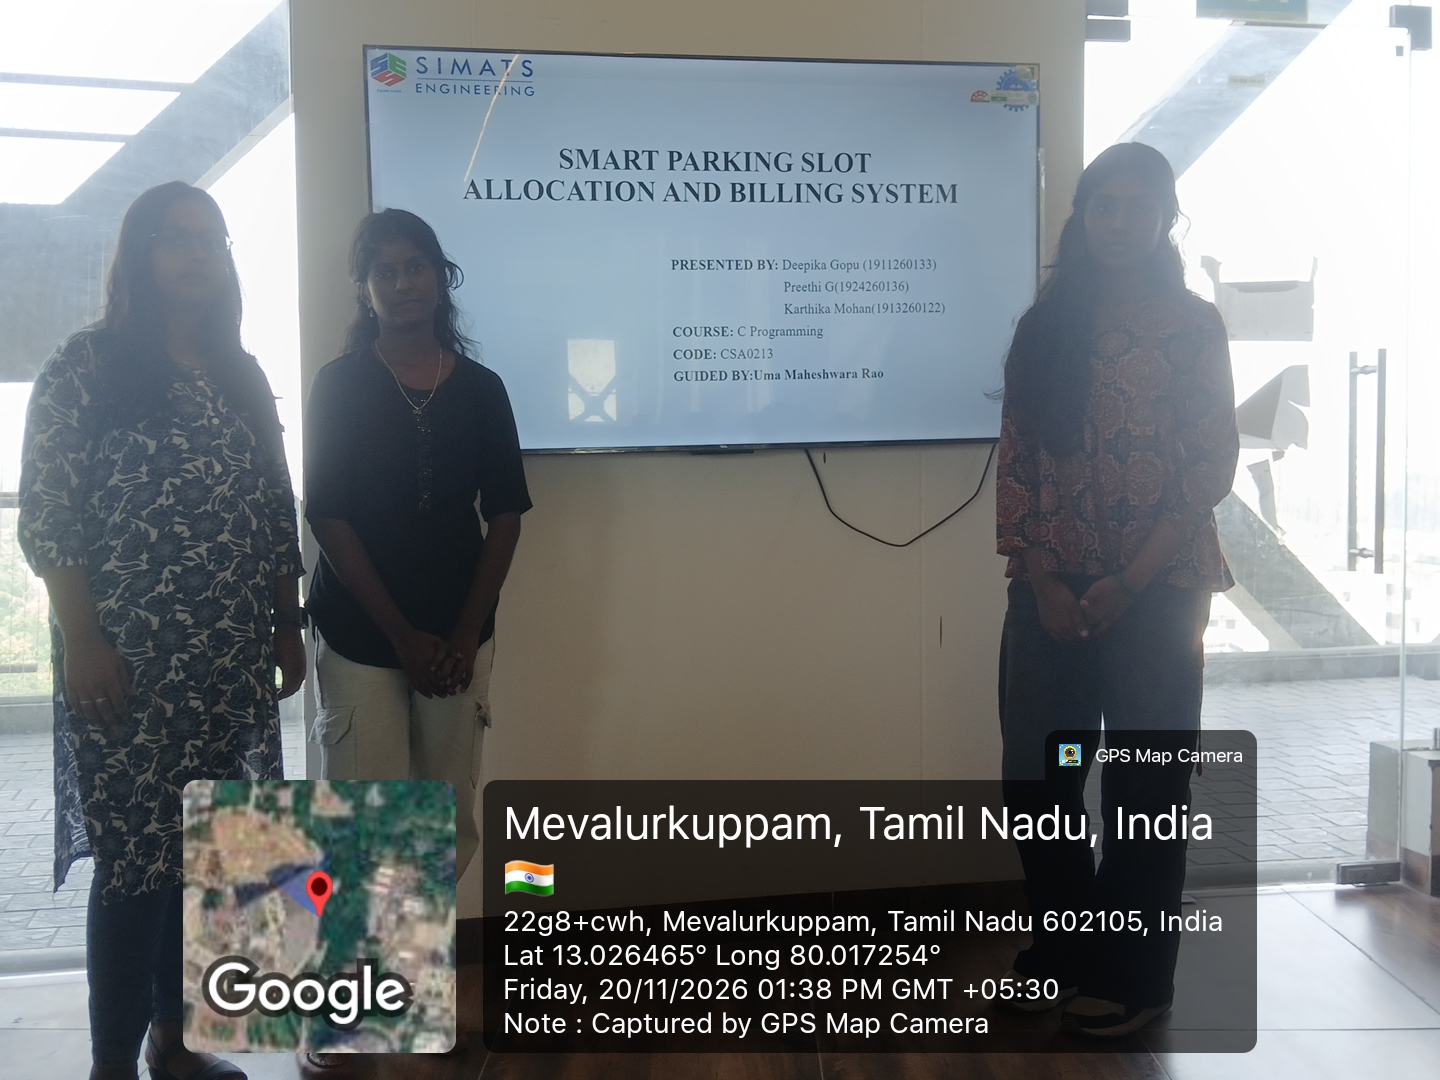 SIMATS
ENGINEERING
SMART PARKING SLOT
ALLOCATION AND BILLING SYSTEM
PRESENTED BY: Deepika Gopu (1911260133)
Preethi G(1924260136)
Karthika Mohan(1913260122)
COURSE: C Programming
CODE: CSA0213
GUIDED BY:Uma Maheshwara Rao
GPS Map Camera
Mevalurkuppam, Tamil Nadu, India
22g8+cwh, Mevalurkuppam, Tamil Nadu 602105, India
Lat 13.026465° Long 80.017254°
Friday, 20/11/2026 01:38 PM GMT +05:30
Note : Captured by GPS Map Camera
Google